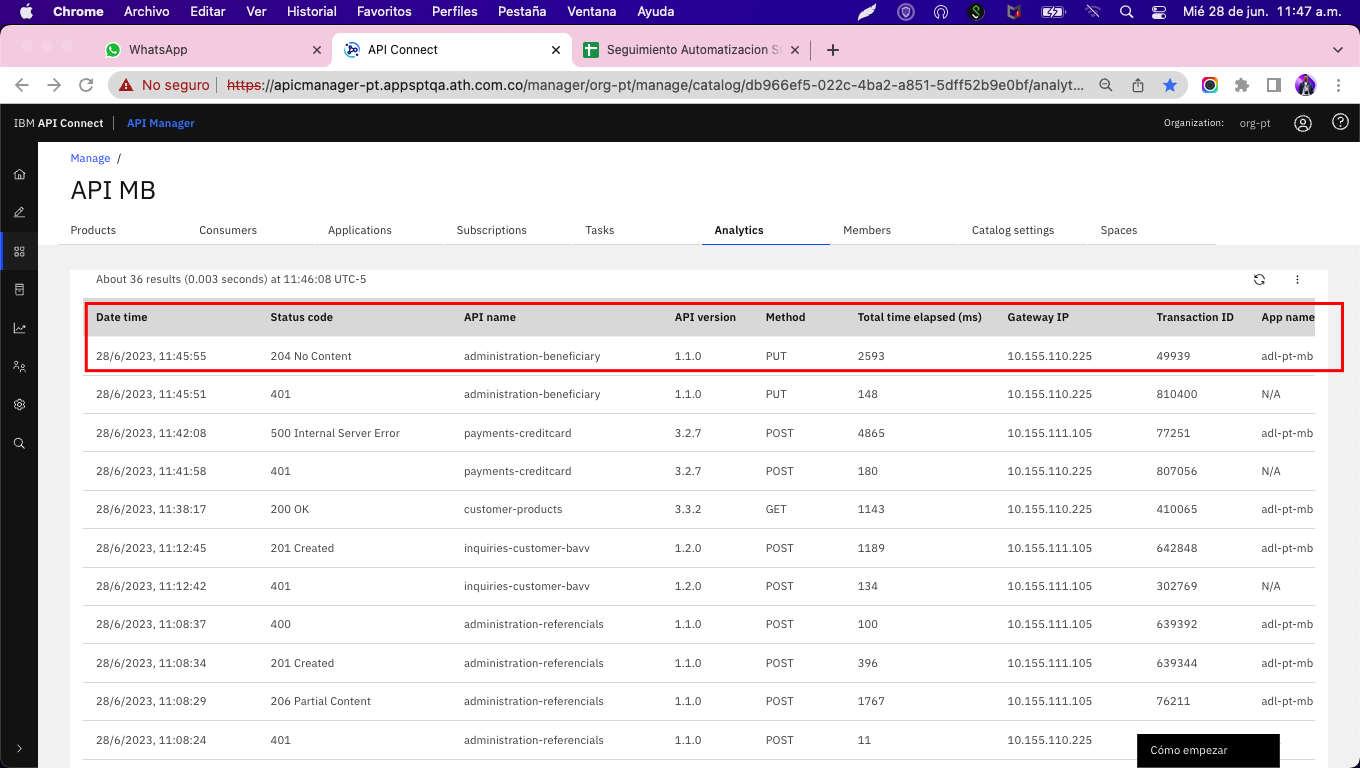 Chrome Archivo Editar Ver Historial Favoritos Perfiles Pestaña Ventana Ayuda Mié 28 de jun. 11:47 a.m.
WhatsApp API Connect Seguimiento Automatizacion S
No seguro https://apicmanager-pt.appsptqa.ath.com.co/manager/org-pt/manage/catalog/db966ef5-022c-4ba2-a851-5dff52b9e0bf/analyt...
IBM API Connect API Manager Organization: org-pt
Manage /
API MB
Products Consumers Applications Subscriptions Tasks Analytics Members Catalog settings Spaces
About 36 results (0.003 seconds) at 11:46:08 UTC-5
Date time Status code API name API version Method Total time elapsed (ms) Gateway IP Transaction ID App name
28/6/2023, 11:45:55 204 No Content administration-beneficiary 1.1.0 PUT 2593 10.155.110.225 49939 adl-pt-mb
28/6/2023, 11:45:51 401 administration-beneficiary 1.1.0 PUT 148 10.155.110.225 810400 N/A
28/6/2023, 11:42:08 500 Internal Server Error payments-creditcard 3.2.7 POST 4865 10.155.111.105 77251 adl-pt-mb
28/6/2023, 11:41:58 401 payments-creditcard 3.2.7 POST 180 10.155.110.225 807056 N/A
28/6/2023, 11:38:17 200 OK customer-products 3.3.2 GET 1143 10.155.110.225 410065 adl-pt-mb
28/6/2023, 11:12:45 201 Created inquiries-customer-bavv 1.2.0 POST 1189 10.155.111.105 642848 adl-pt-mb
28/6/2023, 11:12:42 401 inquiries-customer-bavv 1.2.0 POST 134 10.155.111.105 302769 N/A
28/6/2023, 11:08:37 400 administration-referencials 1.1.0 POST 100 10.155.111.105 639392 adl-pt-mb
28/6/2023, 11:08:34 201 Created administration-referencials 1.1.0 POST 396 10.155.111.105 639344 adl-pt-mb
28/6/2023, 11:08:29 206 Partial Content administration-referencials 1.1.0 POST 1767 10.155.111.105 76211 adl-pt-mb
28/6/2023, 11:08:24 401 administration-referencials 1.1.0 POST 11 10.155.110.225
Cómo empezar